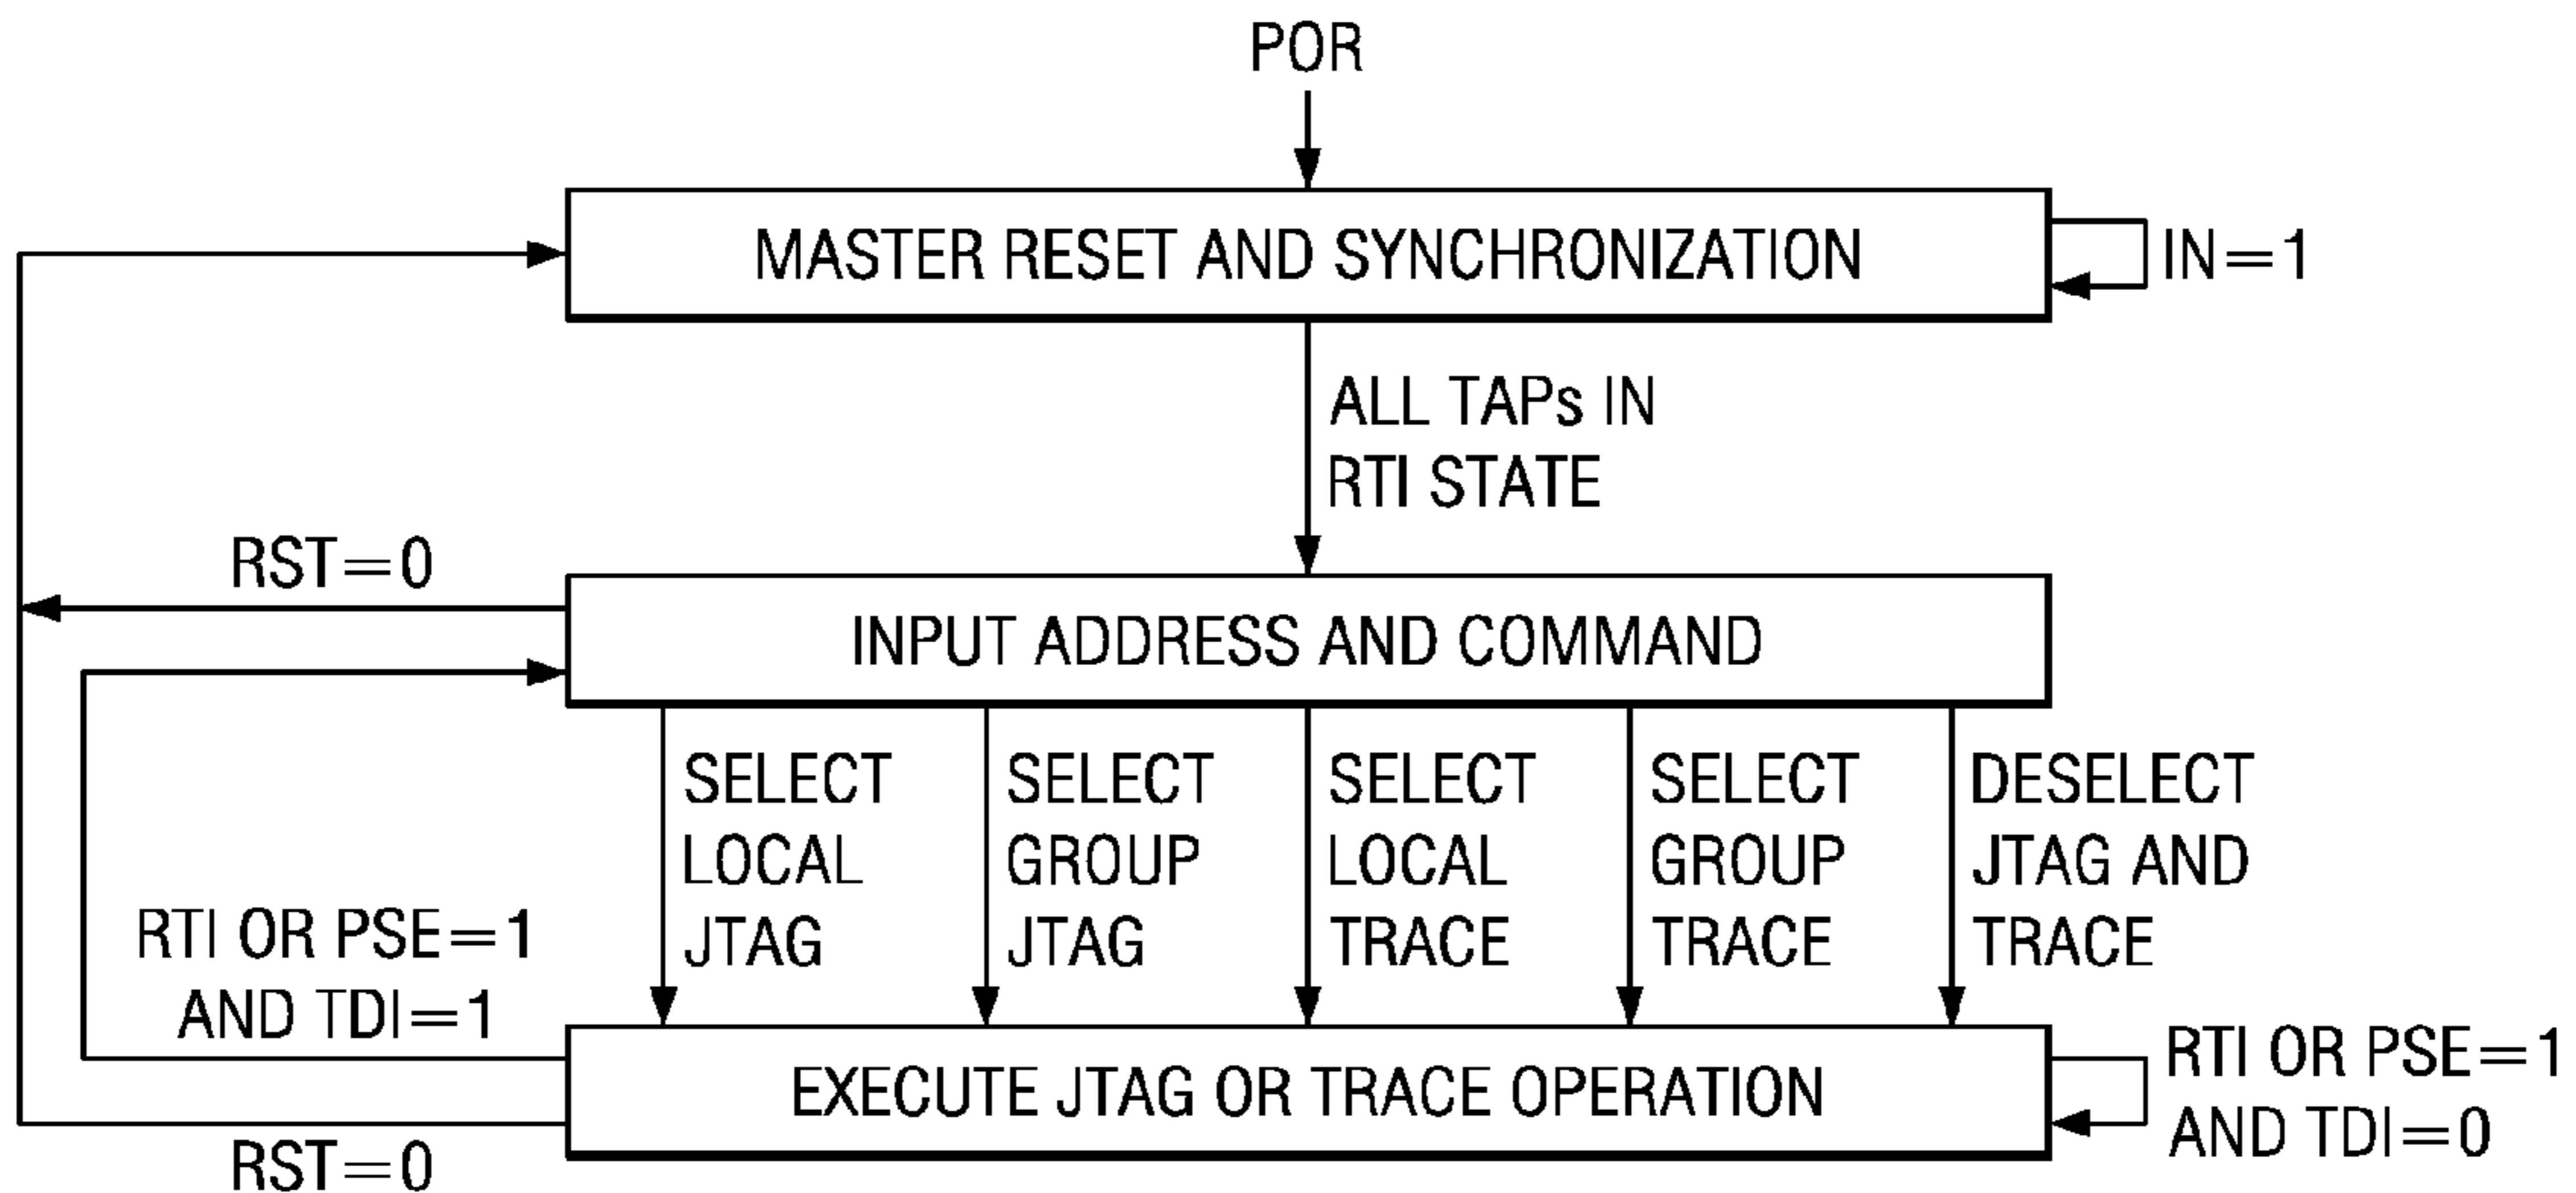 POR
MASTER RESET AND SYNCHRONIZATION
IN=1
ALL TAPs IN
RTI STATE
RST=0
INPUT ADDRESS AND COMMAND
SELECT
LOCAL
JTAG
SELECT
GROUP
JTAG
SELECT
LOCAL
TRACE
SELECT
GROUP
TRACE
DESELECT
JTAG AND
TRACE
RTI OR PSE=1
AND TDI=1
EXECUTE JTAG OR TRACE OPERATION
RTI OR PSE=1
AND TDI=0
RST=0